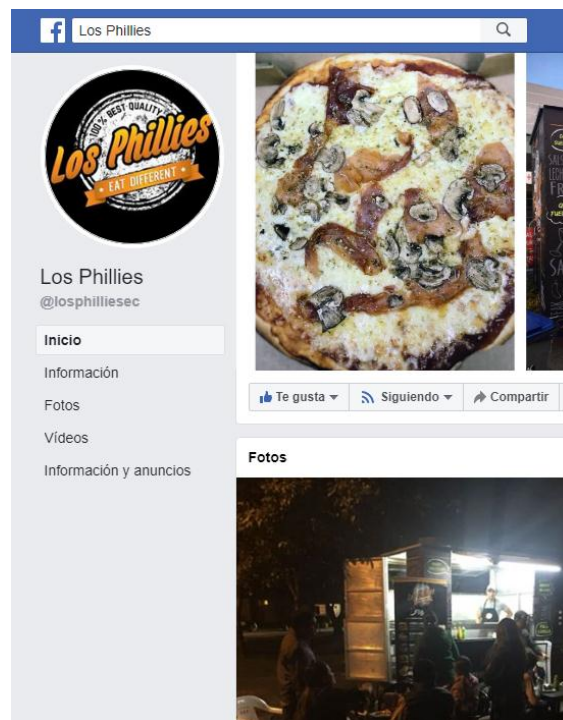 Los Phillies
100% BEST QUALITY
Los Phillies
• EAT DIFFERENT •
Los Phillies
@losphilliesec
Inicio
Información
Fotos
Vídeos
Información y anuncios
Te gusta
Siguiendo
Compartir
Fotos